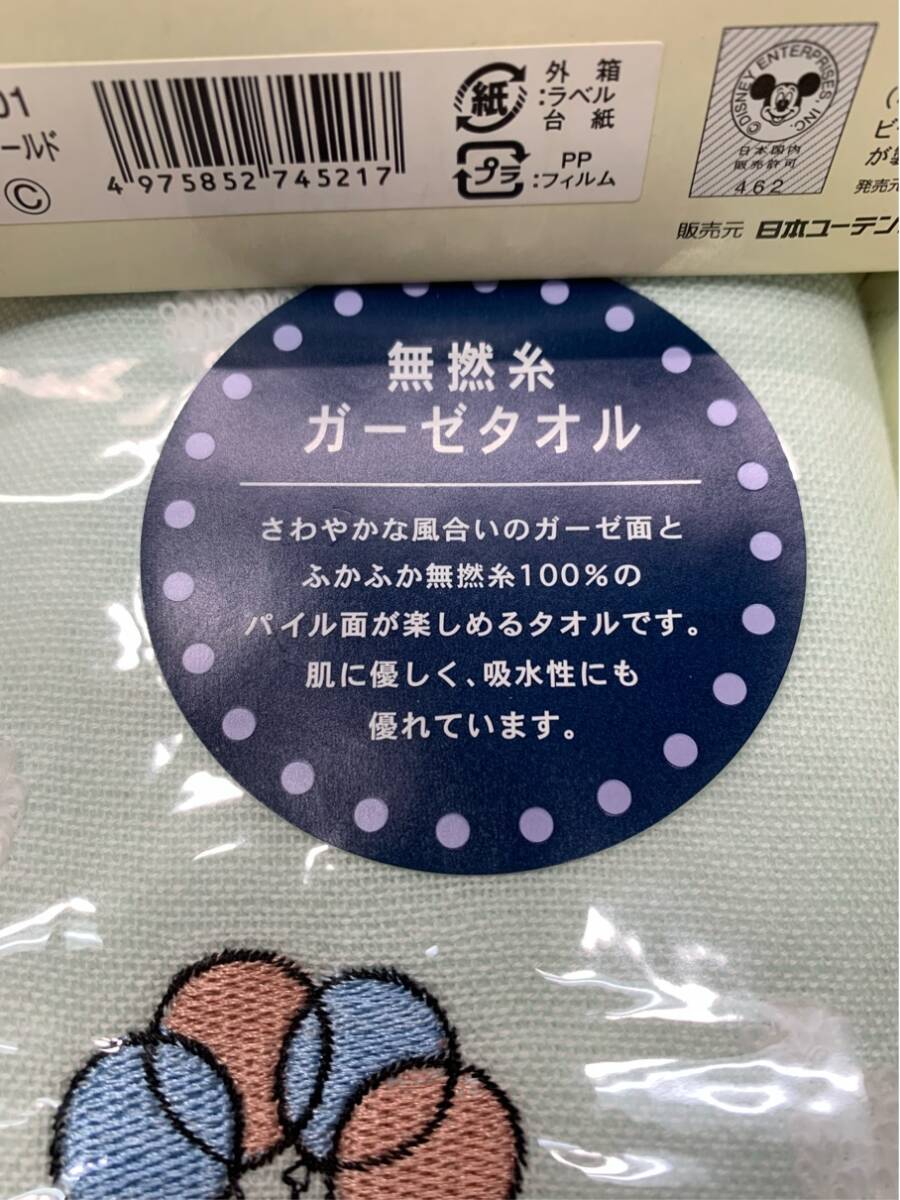 01
ールド
Ⓒ
4 975852 745217
紙
外箱
:ラベル
台紙
プラ
PP
:フィルム
©DISNEY ENTERPRISES, INC.
日本国内
販売許可
462
(
ビ
が
発売元
販売元 日本ユーテン
無撚糸
ガーゼタオル
さわやかな風合いのガーゼ面と
ふかふか無撚糸100%の
パイル面が楽しめるタオルです。
肌に優しく、吸水性にも
優れています。